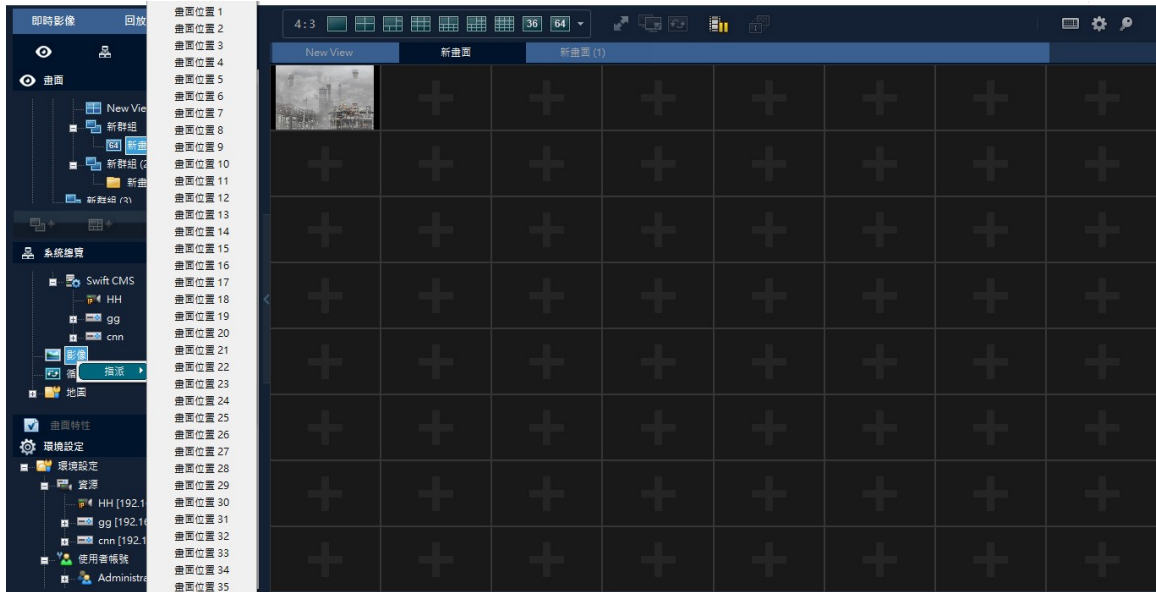 即時影像
回放
畫面
New Vie
新群組
64 新畫
新群組 (2
新畫
新群組 (3)
系統總覽
Swift CMS
HH
gg
cnn
影像
循
指派
地圖
畫面特性
環境設定
環境設定
資源
HH [192.1
gg [192.16
cnn [192.1
使用者帳號
Administra
畫面位置 1
畫面位置 2
畫面位置 3
畫面位置 4
畫面位置 5
畫面位置 6
畫面位置 7
畫面位置 8
畫面位置 9
畫面位置 10
畫面位置 11
畫面位置 12
畫面位置 13
畫面位置 14
畫面位置 15
畫面位置 16
畫面位置 17
畫面位置 18
畫面位置 19
畫面位置 20
畫面位置 21
畫面位置 22
畫面位置 23
畫面位置 24
畫面位置 25
畫面位置 26
畫面位置 27
畫面位置 28
畫面位置 29
畫面位置 30
畫面位置 31
畫面位置 32
畫面位置 33
畫面位置 34
畫面位置 35
4:3 36 64
New View 新畫面 新畫面 (1)